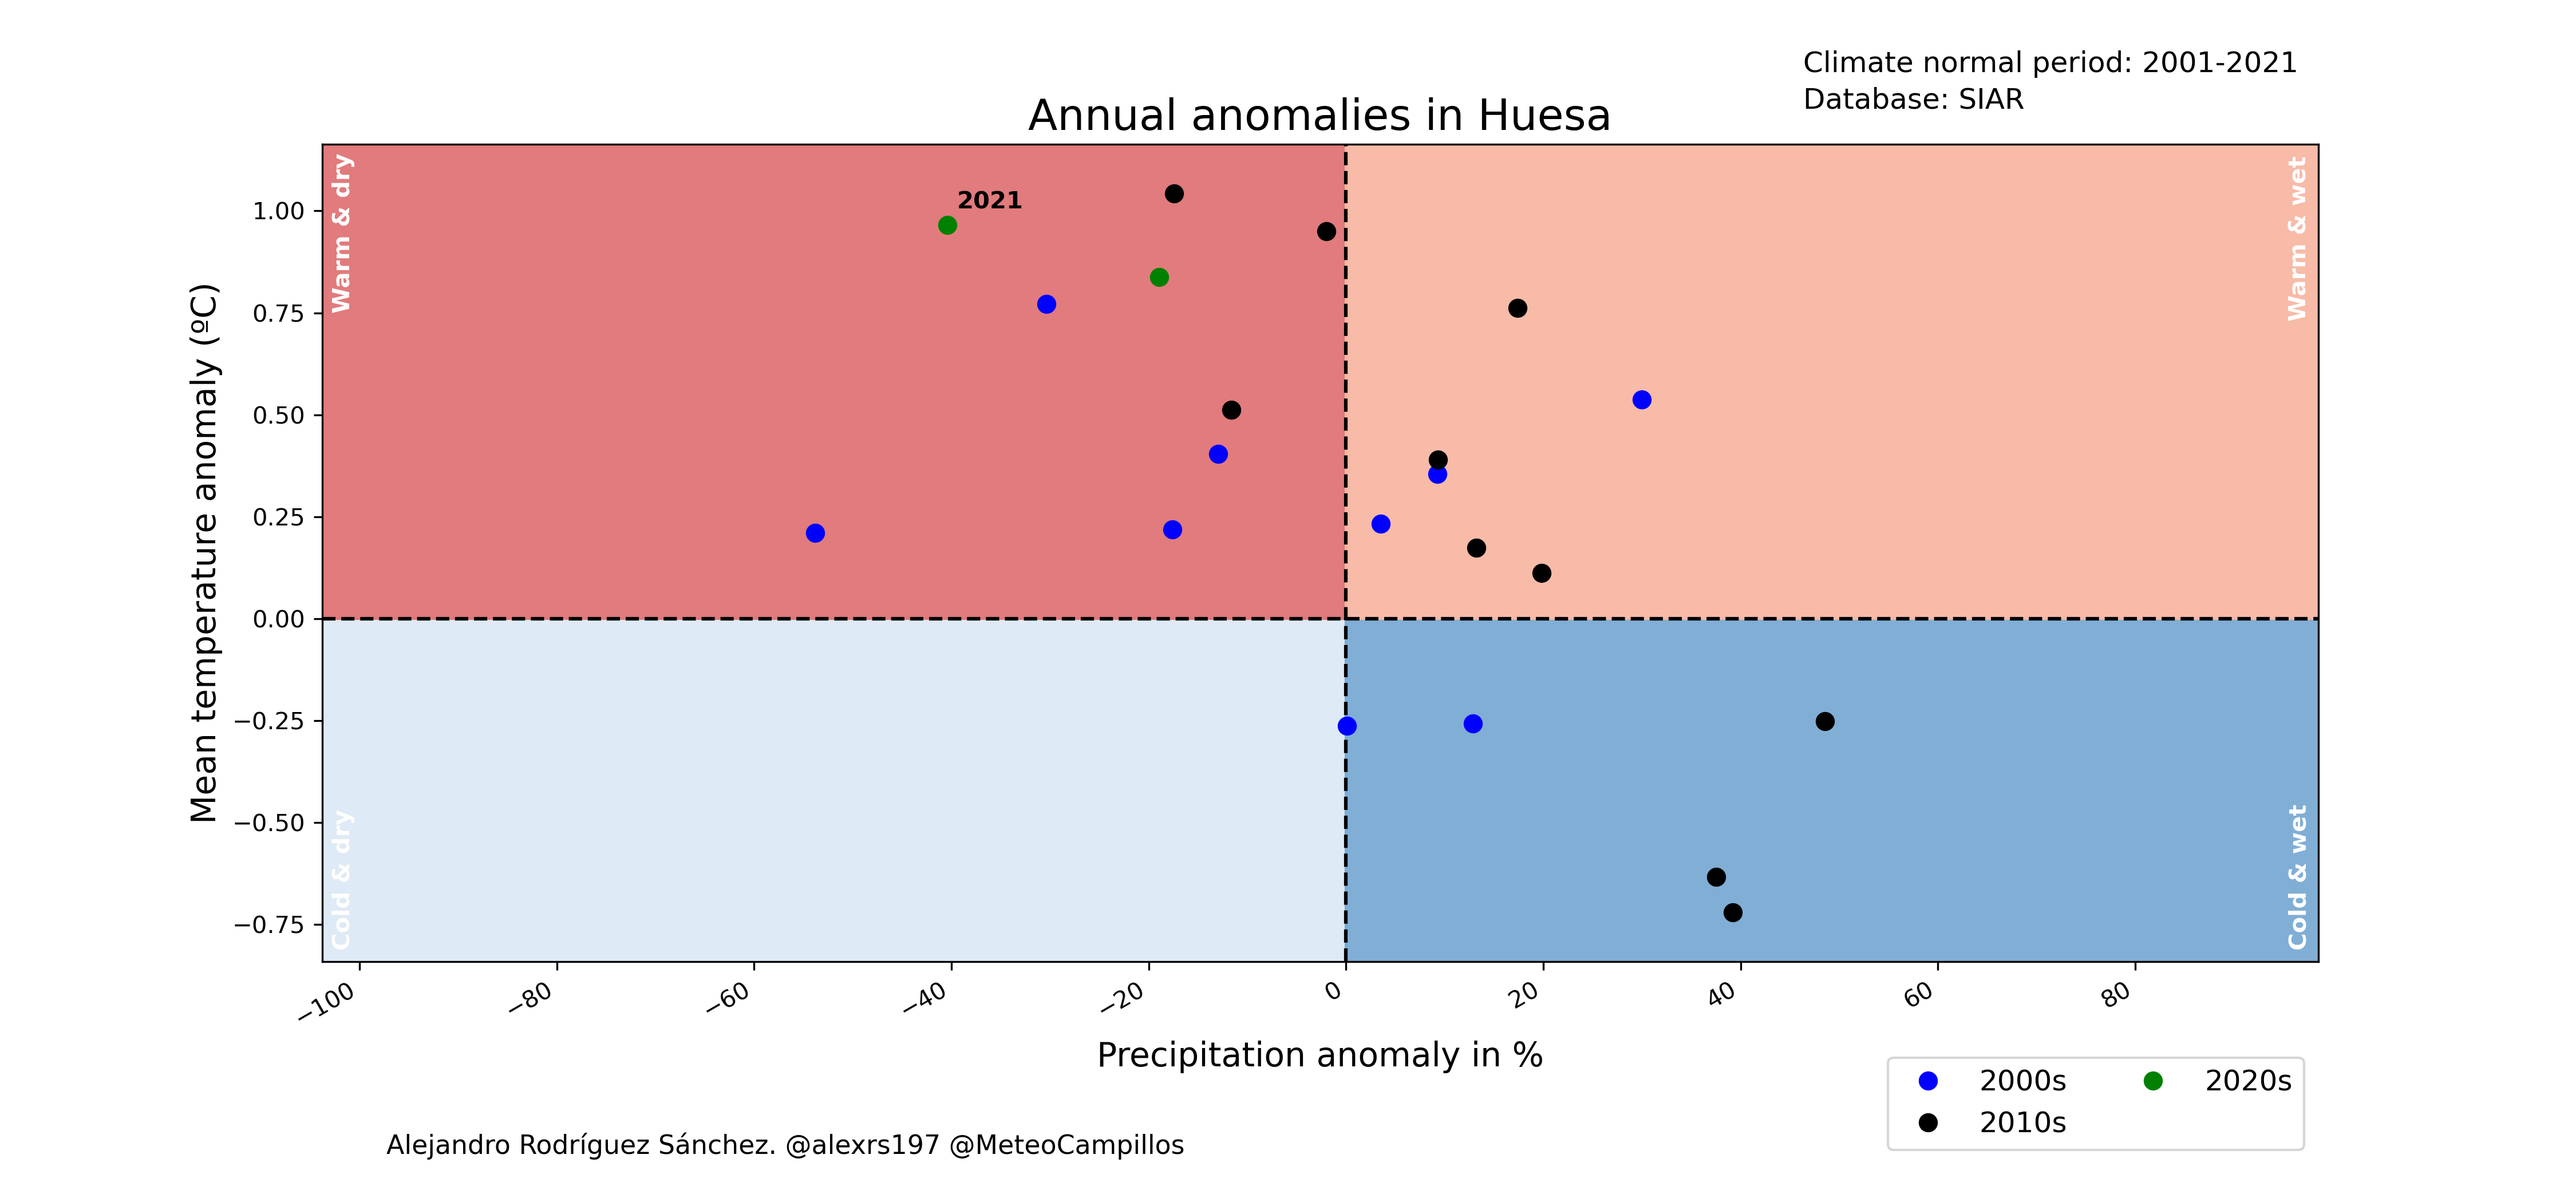 Climate normal period: 2001-2021
Database: SIAR
Annual anomalies in Huesa
Warm & dry
Warm & wet
2021
Mean temperature anomaly (ºC)
1.00
0.75
0.50
0.25
0.00
−0.25
−0.50
−0.75
Cold & dry
Cold & wet
−100
−80
−60
−40
−20
0
20
40
60
80
Precipitation anomaly in %
2000s
2010s
2020s
Alejandro Rodríguez Sánchez. @alexrs197 @MeteoCampillos